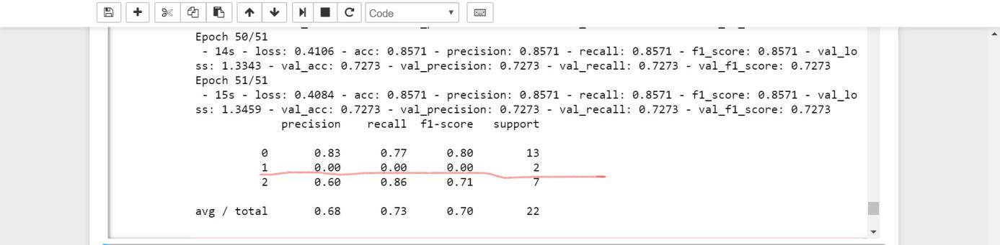 Code
Epoch 50/51
- 14s - loss: 0.4106 - acc: 0.8571 - precision: 0.8571 - recall: 0.8571 - f1_score: 0.8571 - val_lo
ss: 1.3343 - val_acc: 0.7273 - val_precision: 0.7273 - val_recall: 0.7273 - val_f1_score: 0.7273
Epoch 51/51
- 15s - loss: 0.4084 - acc: 0.8571 - precision: 0.8571 - recall: 0.8571 - f1_score: 0.8571 - val_lo
ss: 1.3459 - val_acc: 0.7273 - val_precision: 0.7273 - val_recall: 0.7273 - val_f1_score: 0.7273
precision recall f1-score support
0 0.83 0.77 0.80 13
1 0.00 0.00 0.00 2
2 0.60 0.86 0.71 7
avg / total 0.68 0.73 0.70 22